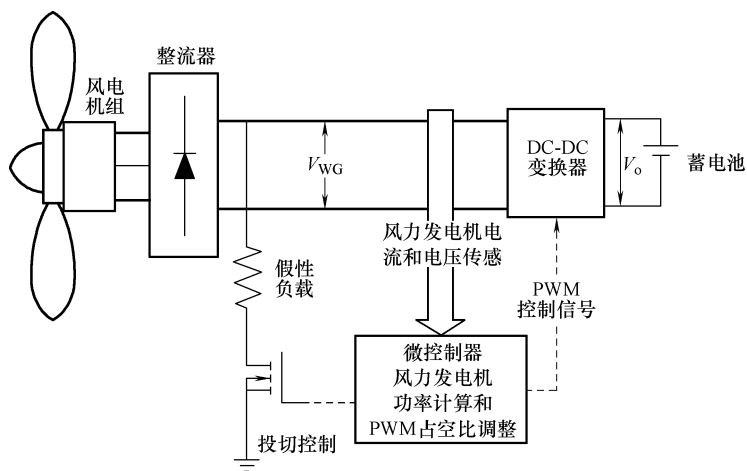 整流器
风电
机组
V_WG
DC-DC
变换器
V_o
蓄电池
风力发电机电
流和电压传感
假性
负载
PWM
控制信号
微控制器
风力发电机
功率计算和
PWM占空比调整
投切控制